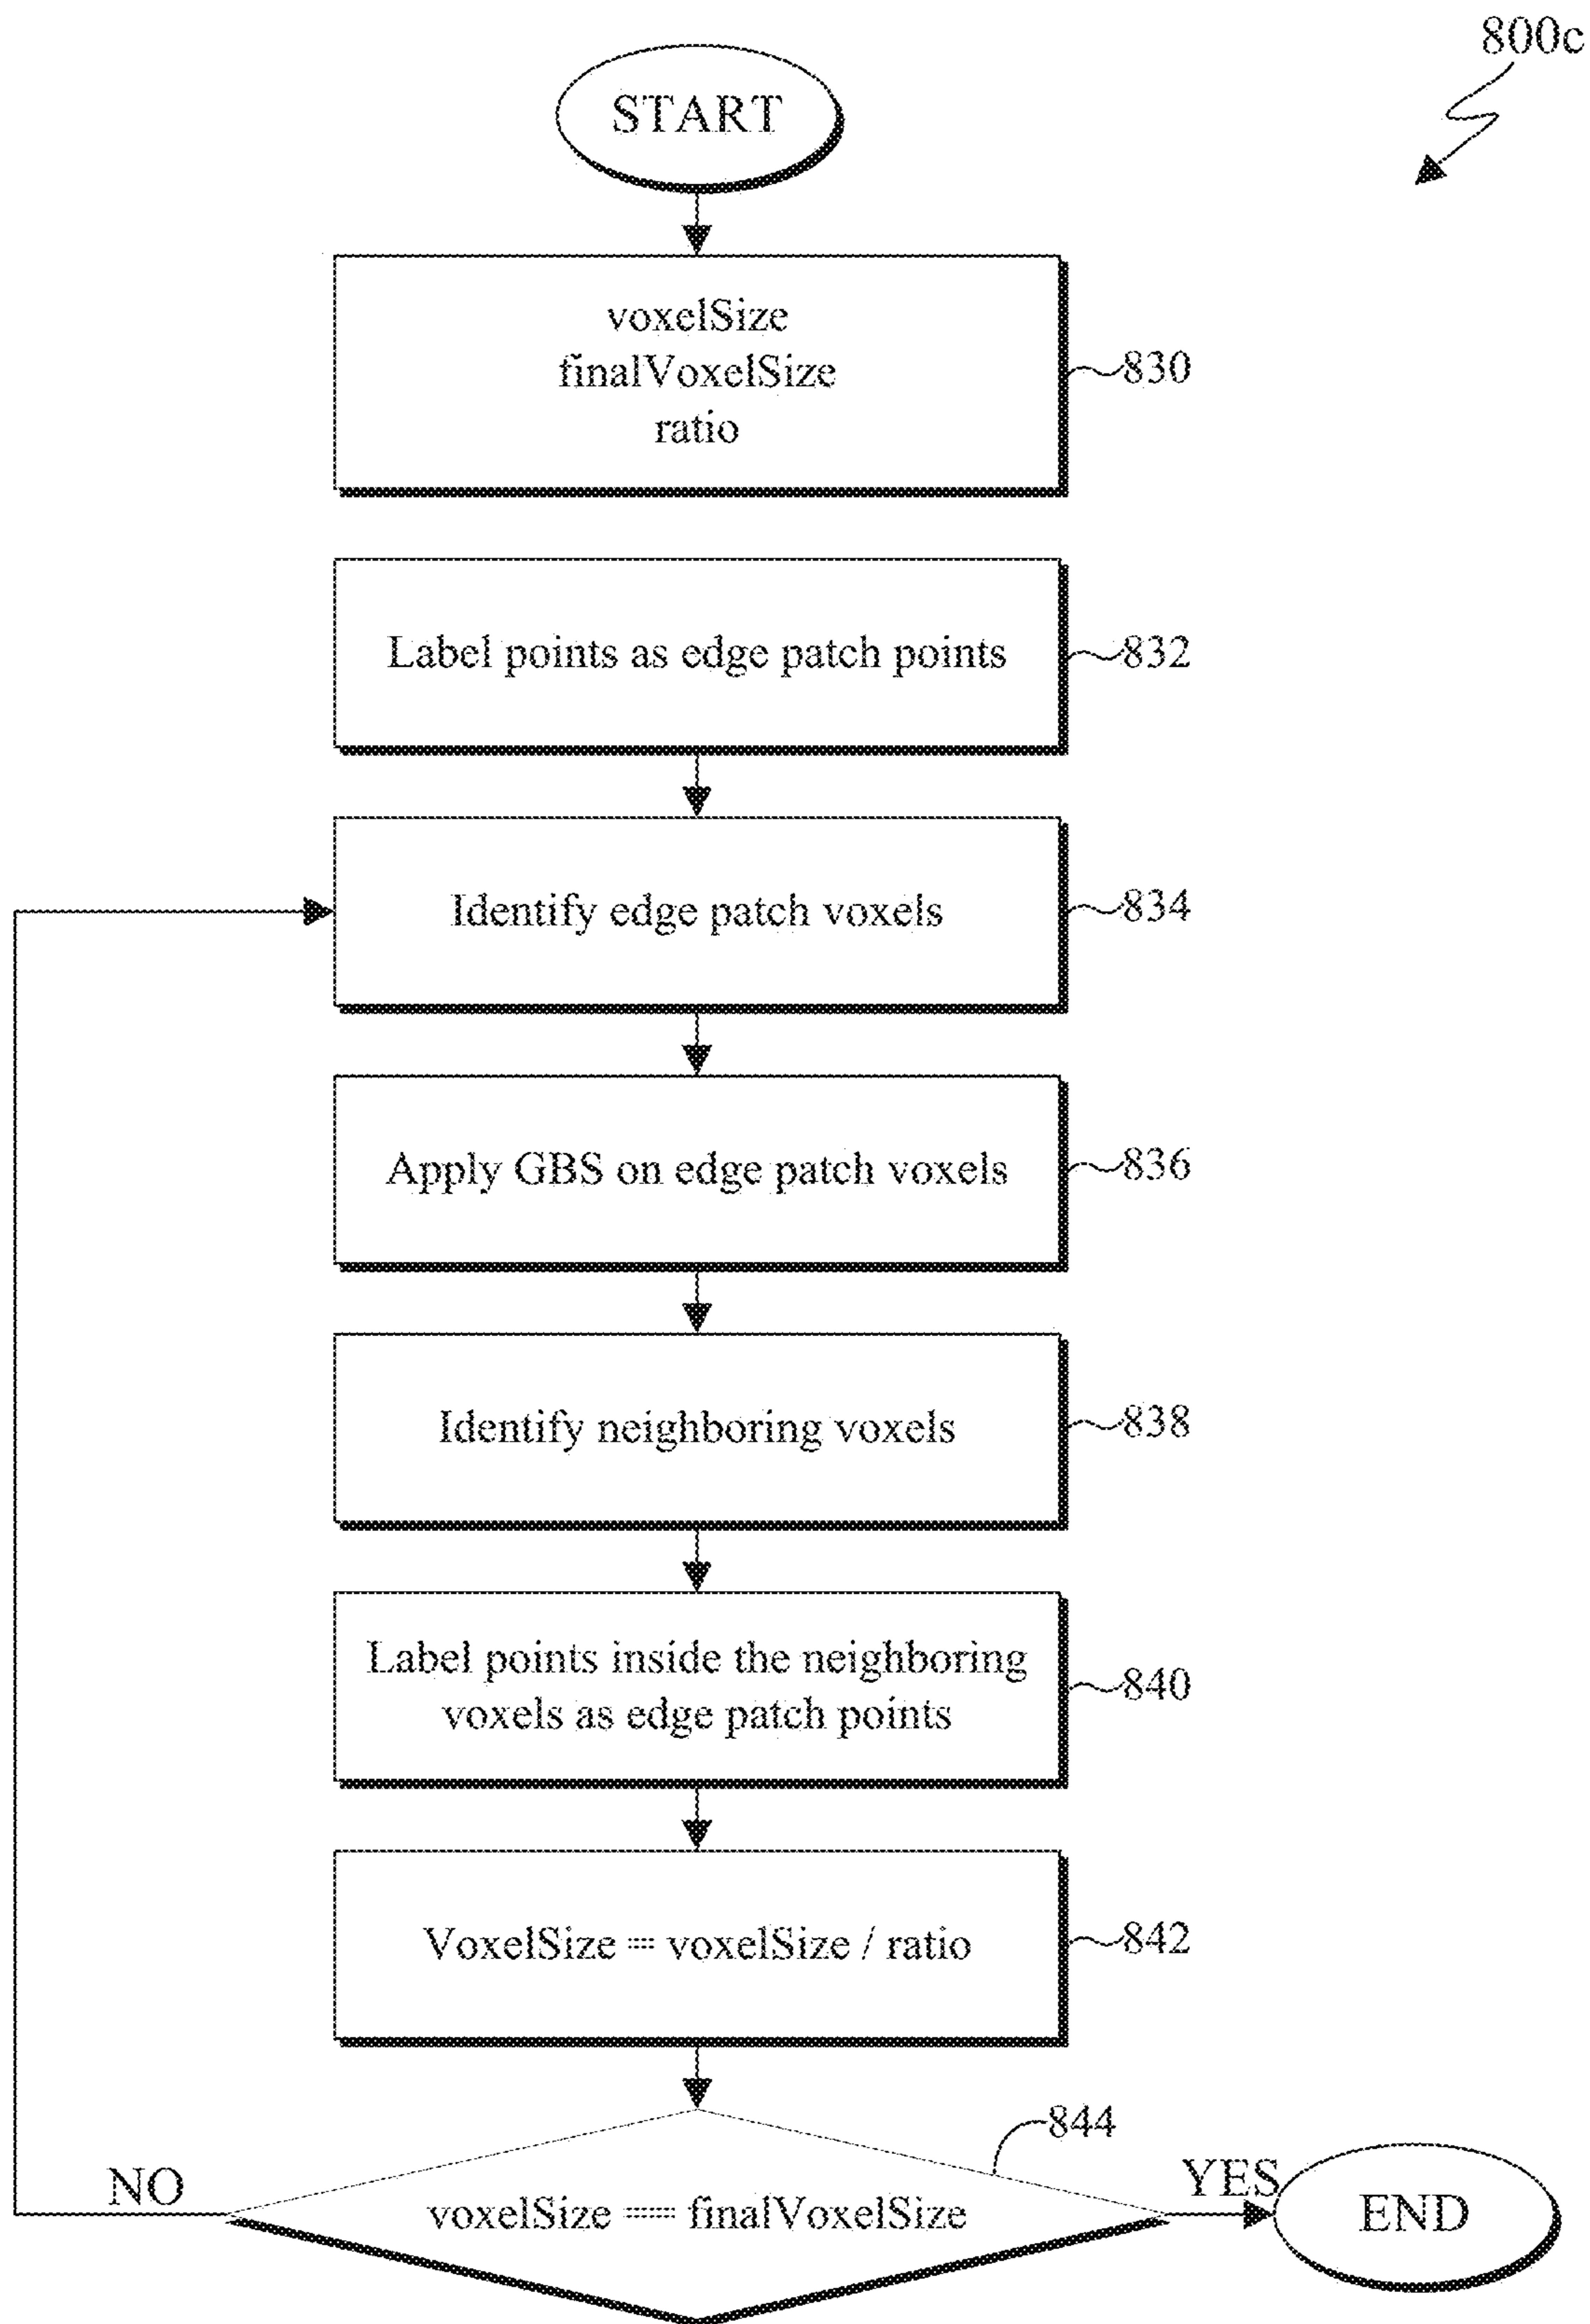 800c
START
voxelSize
finalVoxelSize
ratio
830
Label points as edge patch points
832
Identify edge patch voxels
834
Apply GBS on edge patch voxels
836
Identify neighboring voxels
838
Label points inside the neighboring
voxels as edge patch points
840
VoxelSize = voxelSize / ratio
842
844
NO
voxelSize == finalVoxelSize
YES
END